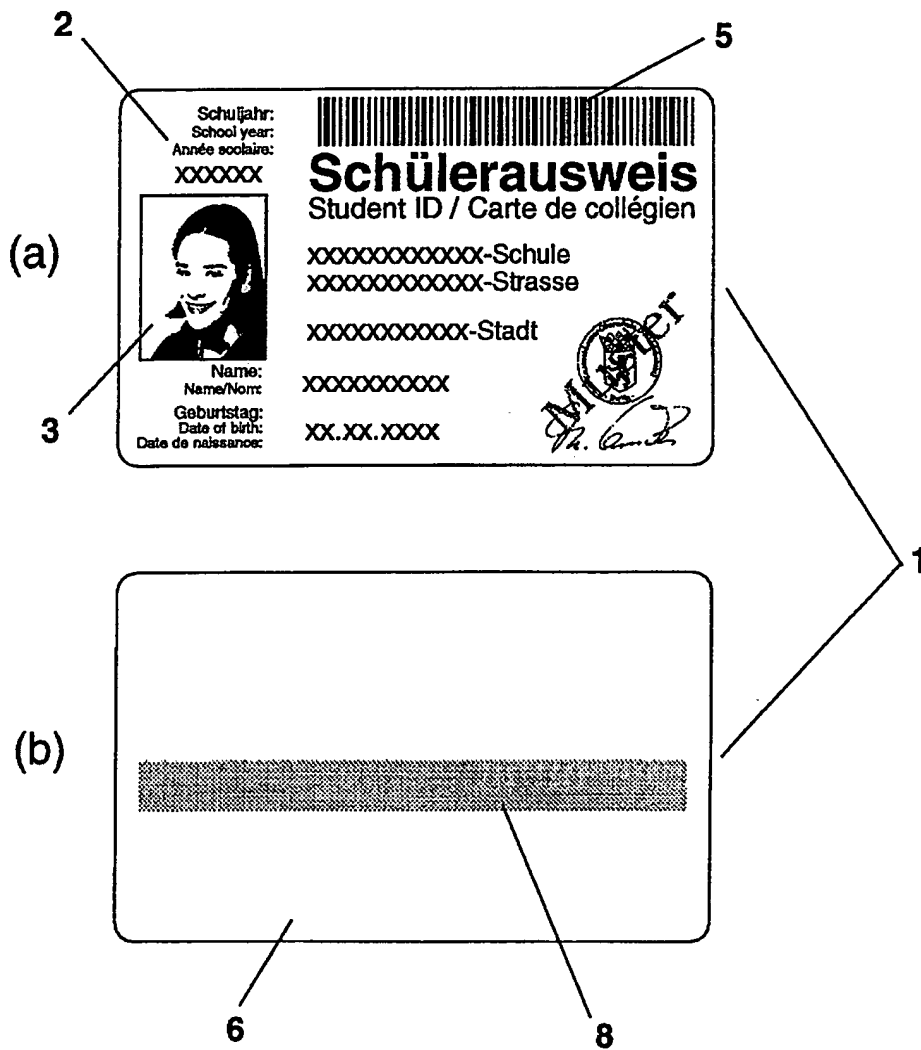 2
5
Schuljahr:
School year:
Année scolaire:
XXXXXX
Schülerausweis
Student ID / Carte de collégien
(a)
XXXXXXXXXXXXX-Schule
XXXXXXXXXXXXX-Strasse
XXXXXXXXXXXX-Stadt
Muster
3
Name:
Name/Nom:
XXXXXXXXXX
Geburtstag:
Date of birth:
Date de naissance:
XX.XX.XXXX
1
(b)
6
8